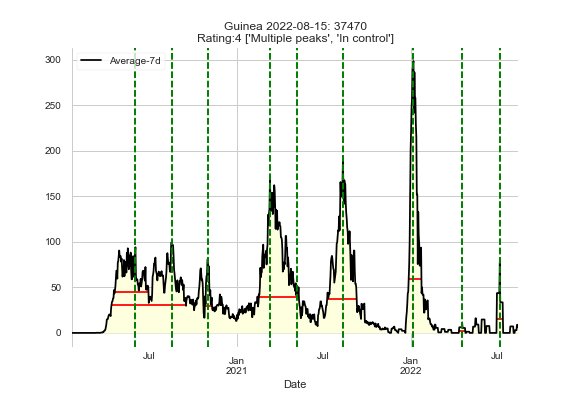 Guinea 2022-08-15: 37470
Rating:4 ['Multiple peaks', 'In control']
Average-7d
300
250
200
150
100
50
0
Jul
Jan
2021
Jul
Jan
2022
Jul
Date